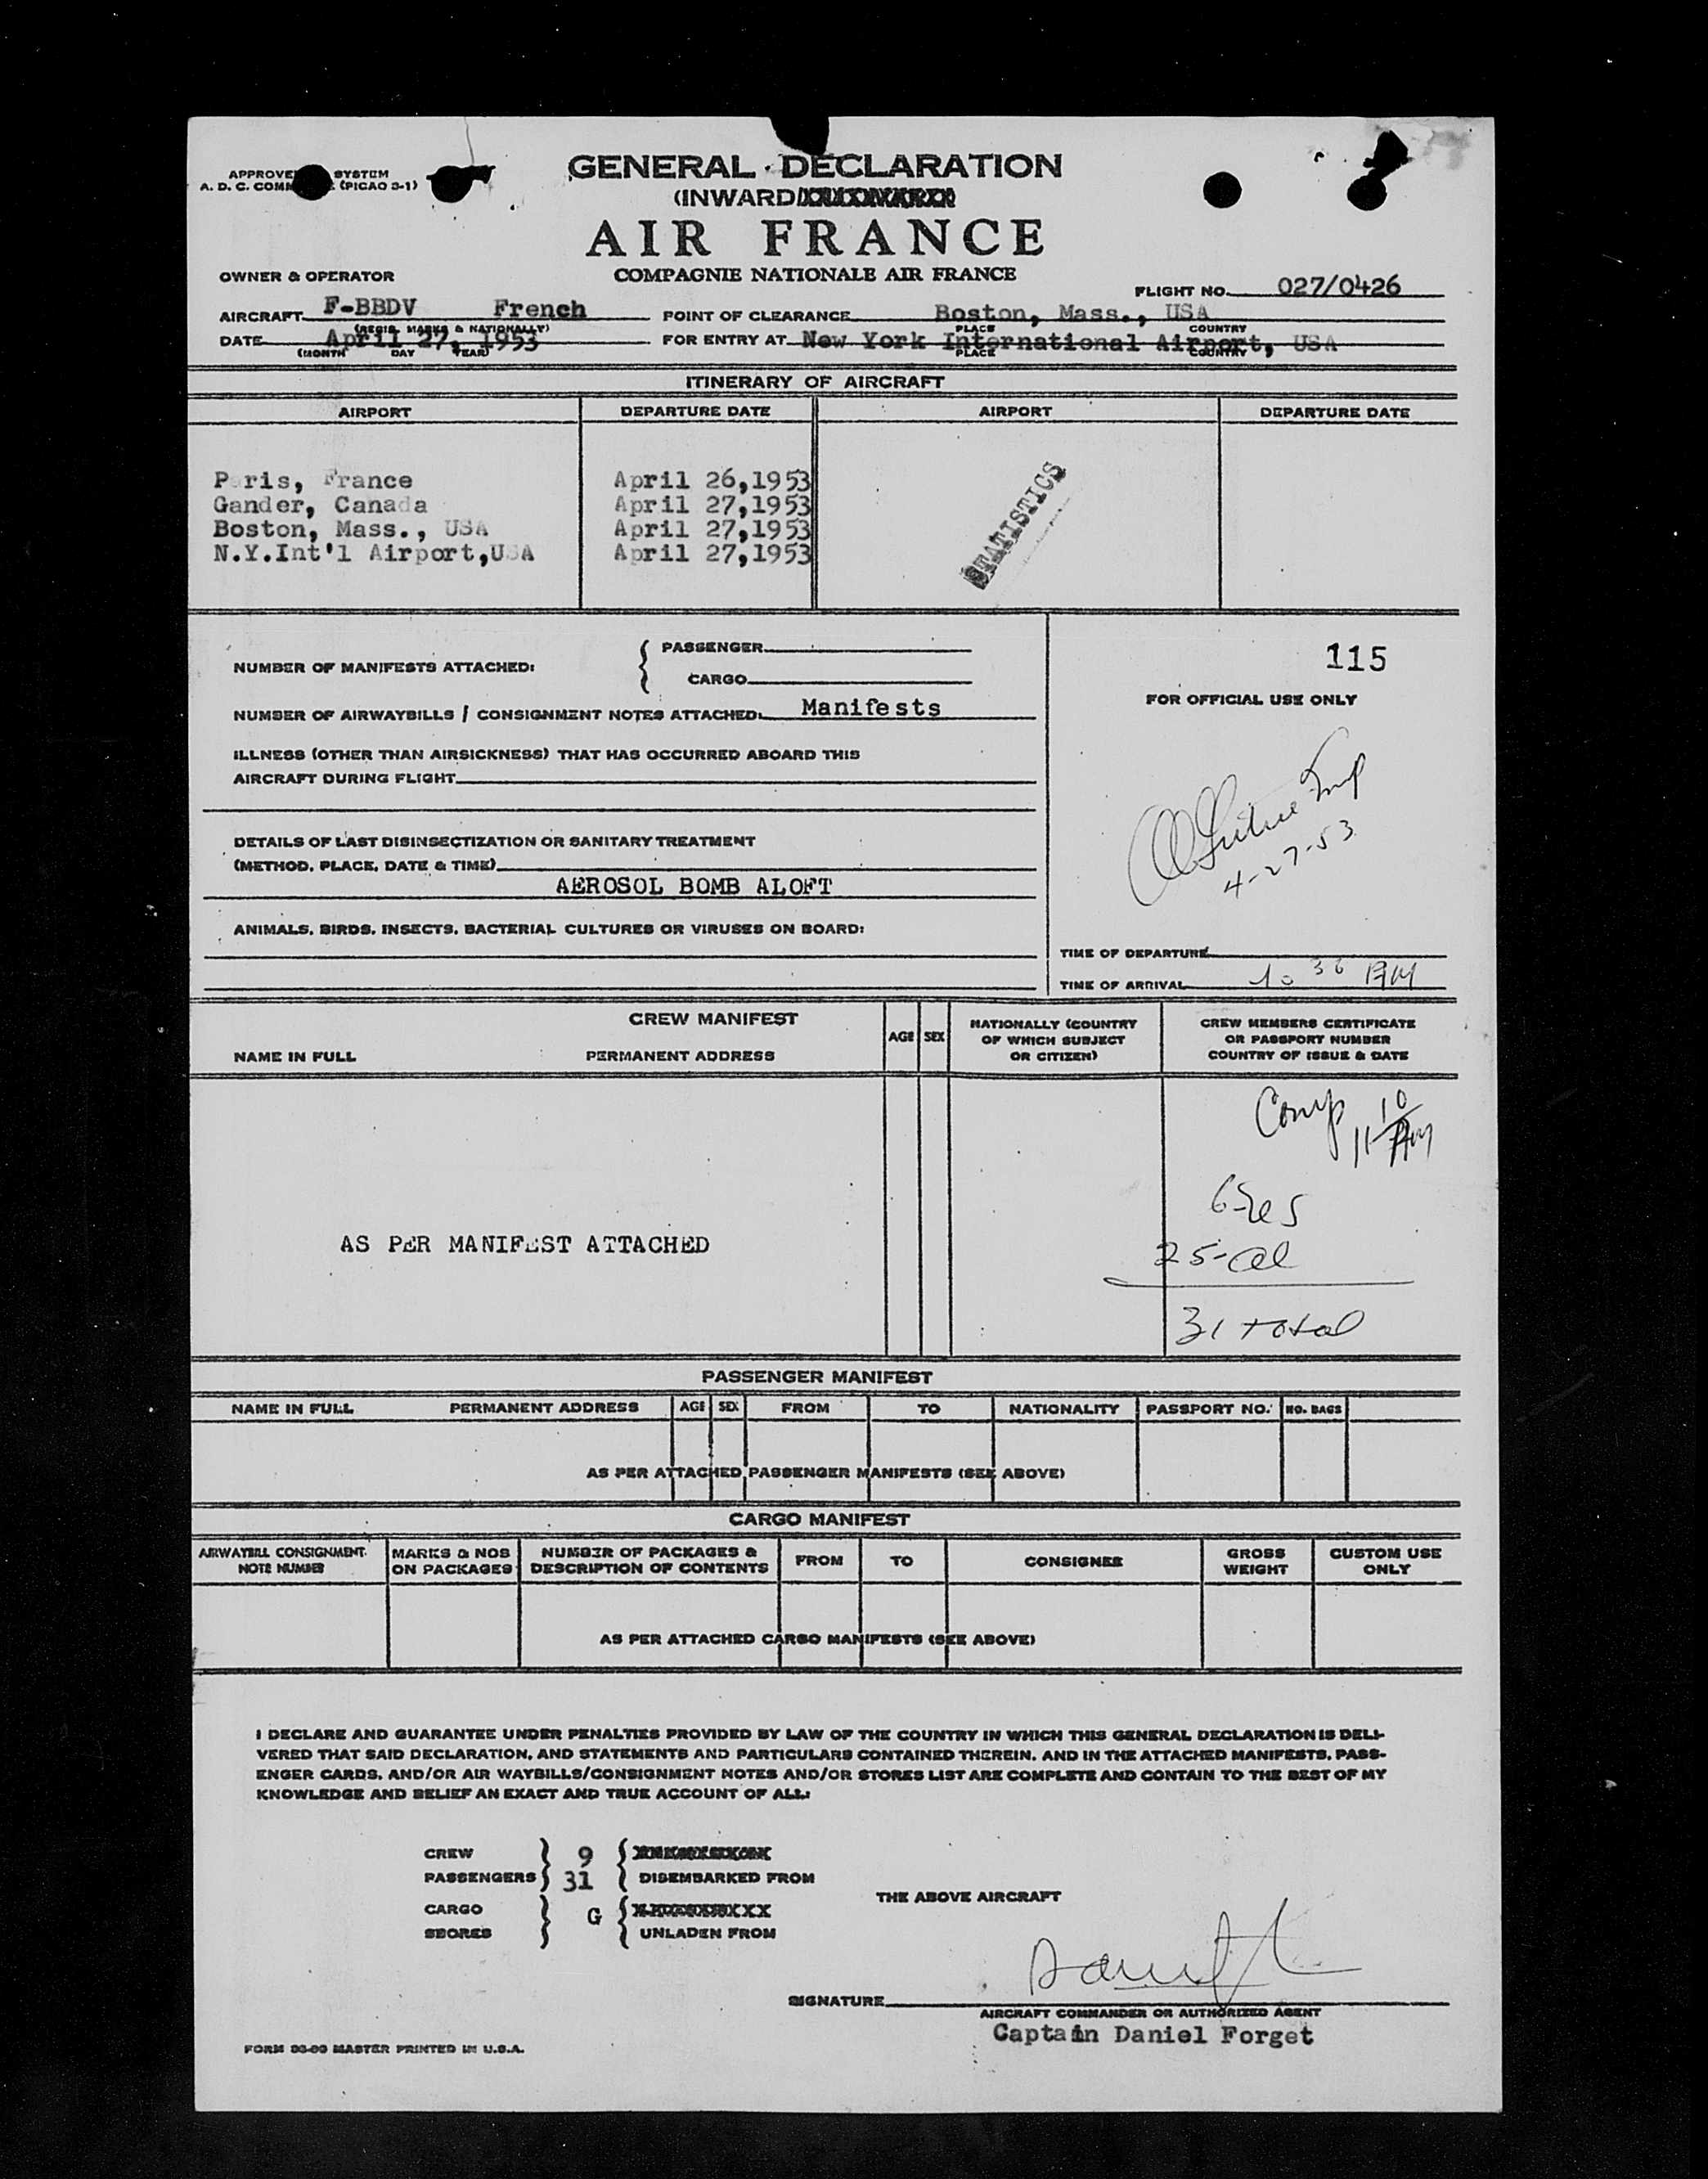 GENERAL DECLARATION
(INWARD
AIR FRANCE
COMPAGNIE NATIONALE AIR FRANCE
APPROVE SYSTEM
A. D. C. COMM (PICAO 3-1)
OWNER & OPERATOR
FLIGHT NO. 027/0426
AIRCRAFT F-BBDV French
(REGIS. MARKS & NATIONALLY)
POINT OF CLEARANCE Boston, Mass., USA
PLACE COUNTRY
DATE April 27, 1953
(MONTH DAY YEAR)
FOR ENTRY AT New York International Airport, USA
PLACE COUNTRY
ITINERARY OF AIRCRAFT
AIRPORT DEPARTURE DATE AIRPORT DEPARTURE DATE
P ris, France April 26,1953
Gander, Canada April 27,1953
Boston, Mass., USA April 27,1953
N.Y.Int'l Airport,USA April 27,1953
STATISTICS
NUMBER OF MANIFESTS ATTACHED: { PASSENGER
CARGO
115
NUMBER OF AIRWAYBILLS / CONSIGNMENT NOTES ATTACHED: Manifests
FOR OFFICIAL USE ONLY
ILLNESS (OTHER THAN AIRSICKNESS) THAT HAS OCCURRED ABOARD THIS
AIRCRAFT DURING FLIGHT
4-27-53
DETAILS OF LAST DISINSECTIZATION OR SANITARY TREATMENT
(METHOD, PLACE, DATE & TIME)
AEROSOL BOMB ALOFT
ANIMALS, BIRDS, INSECTS, BACTERIAL CULTURES OR VIRUSES ON BOARD:
TIME OF DEPARTURE
TIME OF ARRIVAL 10 36 PM
CREW MANIFEST
NAME IN FULL PERMANENT ADDRESS AGE SEX NATIONALLY (COUNTRY OF WHICH SUBJECT OR CITIZEN) CREW MEMBERS CERTIFICATE OR PASSPORT NUMBER COUNTRY OF ISSUE & DATE
Comp 11 10 PM
AS PER MANIFEST ATTACHED
31 total
PASSENGER MANIFEST
NAME IN FULL PERMANENT ADDRESS AGE SEX FROM TO NATIONALITY PASSPORT NO. NO. BAGS
AS PER ATTACHED PASSENGER MANIFESTS (SEE ABOVE)
CARGO MANIFEST
AIRWAYBILL CONSIGNMENT NOTE NUMBER MARKS & NOS ON PACKAGES NUMBER OF PACKAGES & DESCRIPTION OF CONTENTS FROM TO CONSIGNEE GROSS WEIGHT CUSTOM USE ONLY
AS PER ATTACHED CARGO MANIFESTS (SEE ABOVE)
I DECLARE AND GUARANTEE UNDER PENALTIES PROVIDED BY LAW OF THE COUNTRY IN WHICH THIS GENERAL DECLARATION IS DELI-
VERED THAT SAID DECLARATION, AND STATEMENTS AND PARTICULARS CONTAINED THEREIN, AND IN THE ATTACHED MANIFESTS, PASS-
ENGER CARDS, AND/OR AIR WAYBILLS/CONSIGNMENT NOTES AND/OR STORES LIST ARE COMPLETE AND CONTAIN TO THE BEST OF MY
KNOWLEDGE AND BELIEF AN EXACT AND TRUE ACCOUNT OF ALL:
CREW 9
PASSENGERS 31 DISEMBARKED FROM
THE ABOVE AIRCRAFT
CARGO G
SBORES UNLADEN FROM
SIGNATURE
AIRCRAFT COMMANDER OR AUTHORIZED AGENT
Captain Daniel Forget
FORM MASTER PRINTED IN U.S.A.